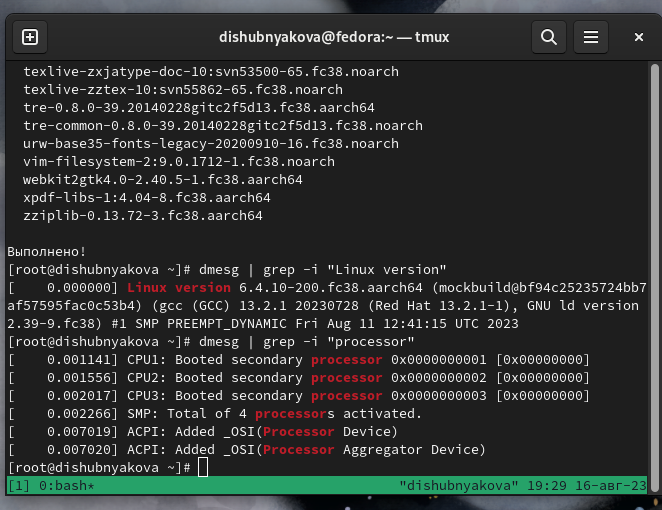 dishubnyakova@fedora:~ — tmux
texlive-zxjatype-doc-10:svn53500-65.fc38.noarch
texlive-zztex-10:svn55862-65.fc38.noarch
tre-0.8.0-39.20140228gitc2f5d13.fc38.aarch64
tre-common-0.8.0-39.20140228gitc2f5d13.fc38.noarch
urw-base35-fonts-legacy-20200910-16.fc38.noarch
vim-filesystem-2:9.0.1712-1.fc38.noarch
webkit2gtk4.0-2.40.5-1.fc38.aarch64
xpdf-libs-1:4.04-8.fc38.aarch64
zziplib-0.13.72-3.fc38.aarch64
Выполнено!
[root@dishubnyakova ~]# dmesg | grep -i "Linux version"
[    0.000000] Linux version 6.4.10-200.fc38.aarch64 (mockbuild@bf94c25235724bb7
af57595fac0c53b4) (gcc (GCC) 13.2.1 20230728 (Red Hat 13.2.1-1), GNU ld version
2.39-9.fc38) #1 SMP PREEMPT_DYNAMIC Fri Aug 11 12:41:15 UTC 2023
[root@dishubnyakova ~]# dmesg | grep -i "processor"
[    0.001141] CPU1: Booted secondary processor 0x0000000001 [0x00000000]
[    0.001556] CPU2: Booted secondary processor 0x0000000002 [0x00000000]
[    0.002017] CPU3: Booted secondary processor 0x0000000003 [0x00000000]
[    0.002266] SMP: Total of 4 processors activated.
[    0.007019] ACPI: Added _OSI(Processor Device)
[    0.007020] ACPI: Added _OSI(Processor Aggregator Device)
[root@dishubnyakova ~]#
[1] 0:bash* "dishubnyakova" 19:29 16-авг-23